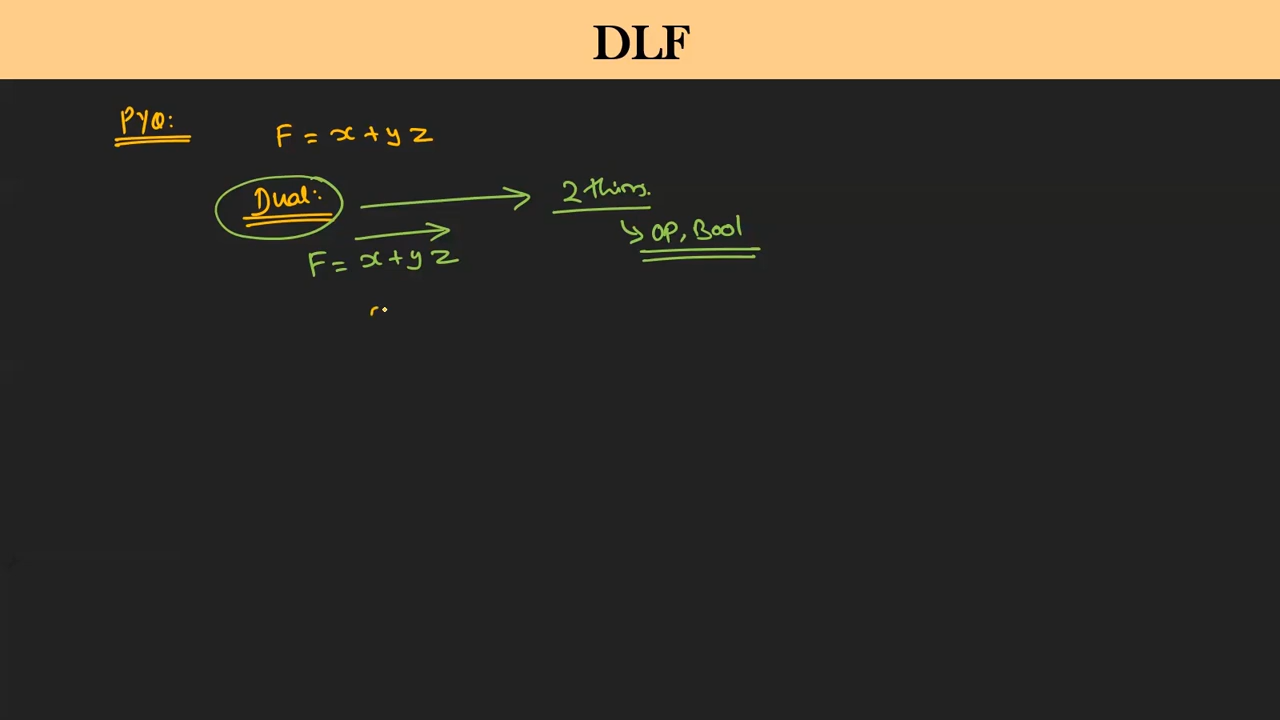 DLF
PYQ:
F = x + y z
Dual: → 2 things.
↳ OP, Bool
F = x + y z